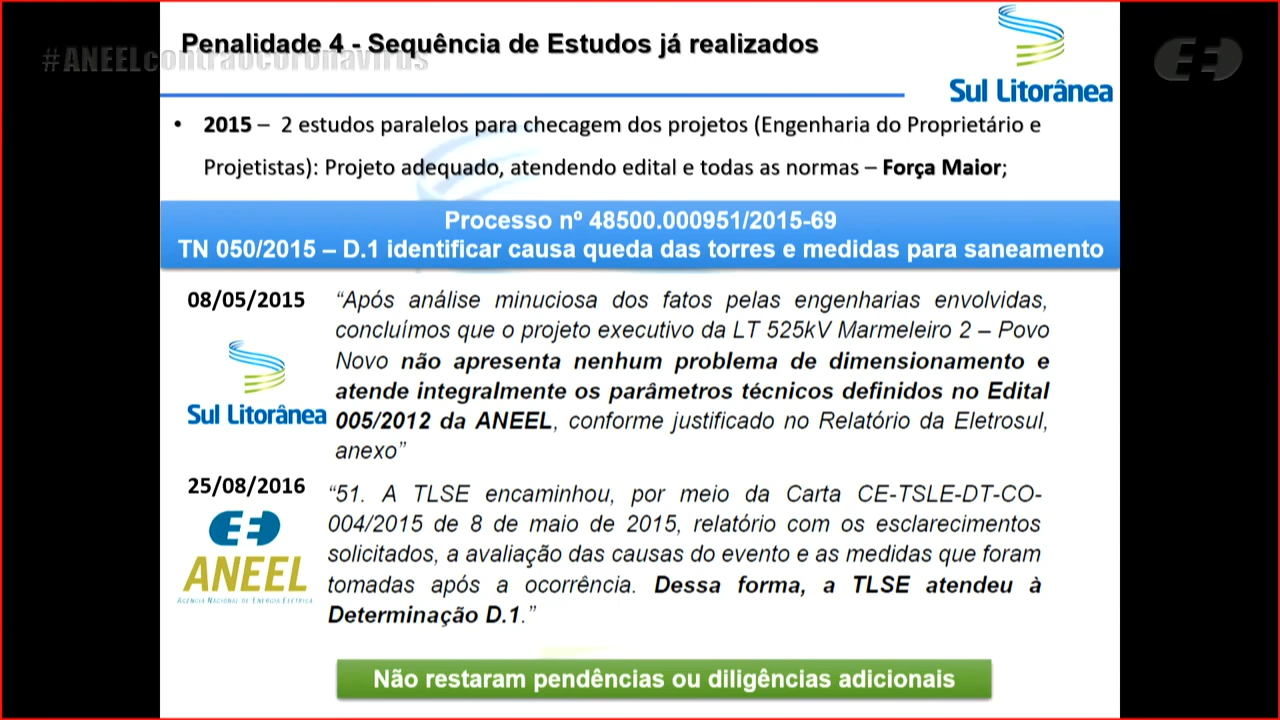 Penalidade 4 - Sequência de Estudos já realizados
#ANEELcontraocoronavirus
Sul Litorânea
• 2015 – 2 estudos paralelos para checagem dos projetos (Engenharia do Proprietário e
Projetistas): Projeto adequado, atendendo edital e todas as normas – Força Maior;
Processo nº 48500.000951/2015-69
TN 050/2015 – D.1 identificar causa queda das torres e medidas para saneamento
08/05/2015
Sul Litorânea
“Após análise minuciosa dos fatos pelas engenharias envolvidas,
concluímos que o projeto executivo da LT 525kV Marmeleiro 2 – Povo
Novo não apresenta nenhum problema de dimensionamento e
atende integralmente os parâmetros técnicos definidos no Edital
005/2012 da ANEEL, conforme justificado no Relatório da Eletrosul,
anexo”
25/08/2016
ANEEL
AGÊNCIA NACIONAL DE ENERGIA ELÉTRICA
“51. A TLSE encaminhou, por meio da Carta CE-TSLE-DT-CO-
004/2015 de 8 de maio de 2015, relatório com os esclarecimentos
solicitados, a avaliação das causas do evento e as medidas que foram
tomadas após a ocorrência. Dessa forma, a TLSE atendeu à
Determinação D.1.”
Não restaram pendências ou diligências adicionais